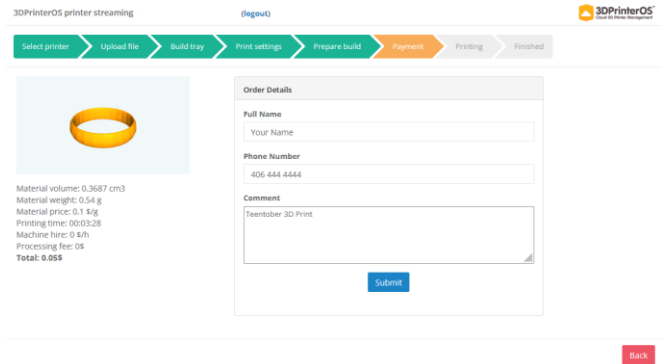 3DPrinterOS printer streaming
(logout)
3DPrinterOS
Cloud 3D Printer Management
Select printer
Upload file
Build tray
Print settings
Prepare build
Payment
Printing
Finished
Material volume: 0.3687 cm3
Material weight: 0.54 g
Material price: 0.1 $/g
Printing time: 00:03:28
Machine hire: 0 $/h
Processing fee: 0$
Total: 0.05$
Order Details
Full Name
Your Name
Phone Number
406 444 4444
Comment
Teentober 3D Print
Submit
Back